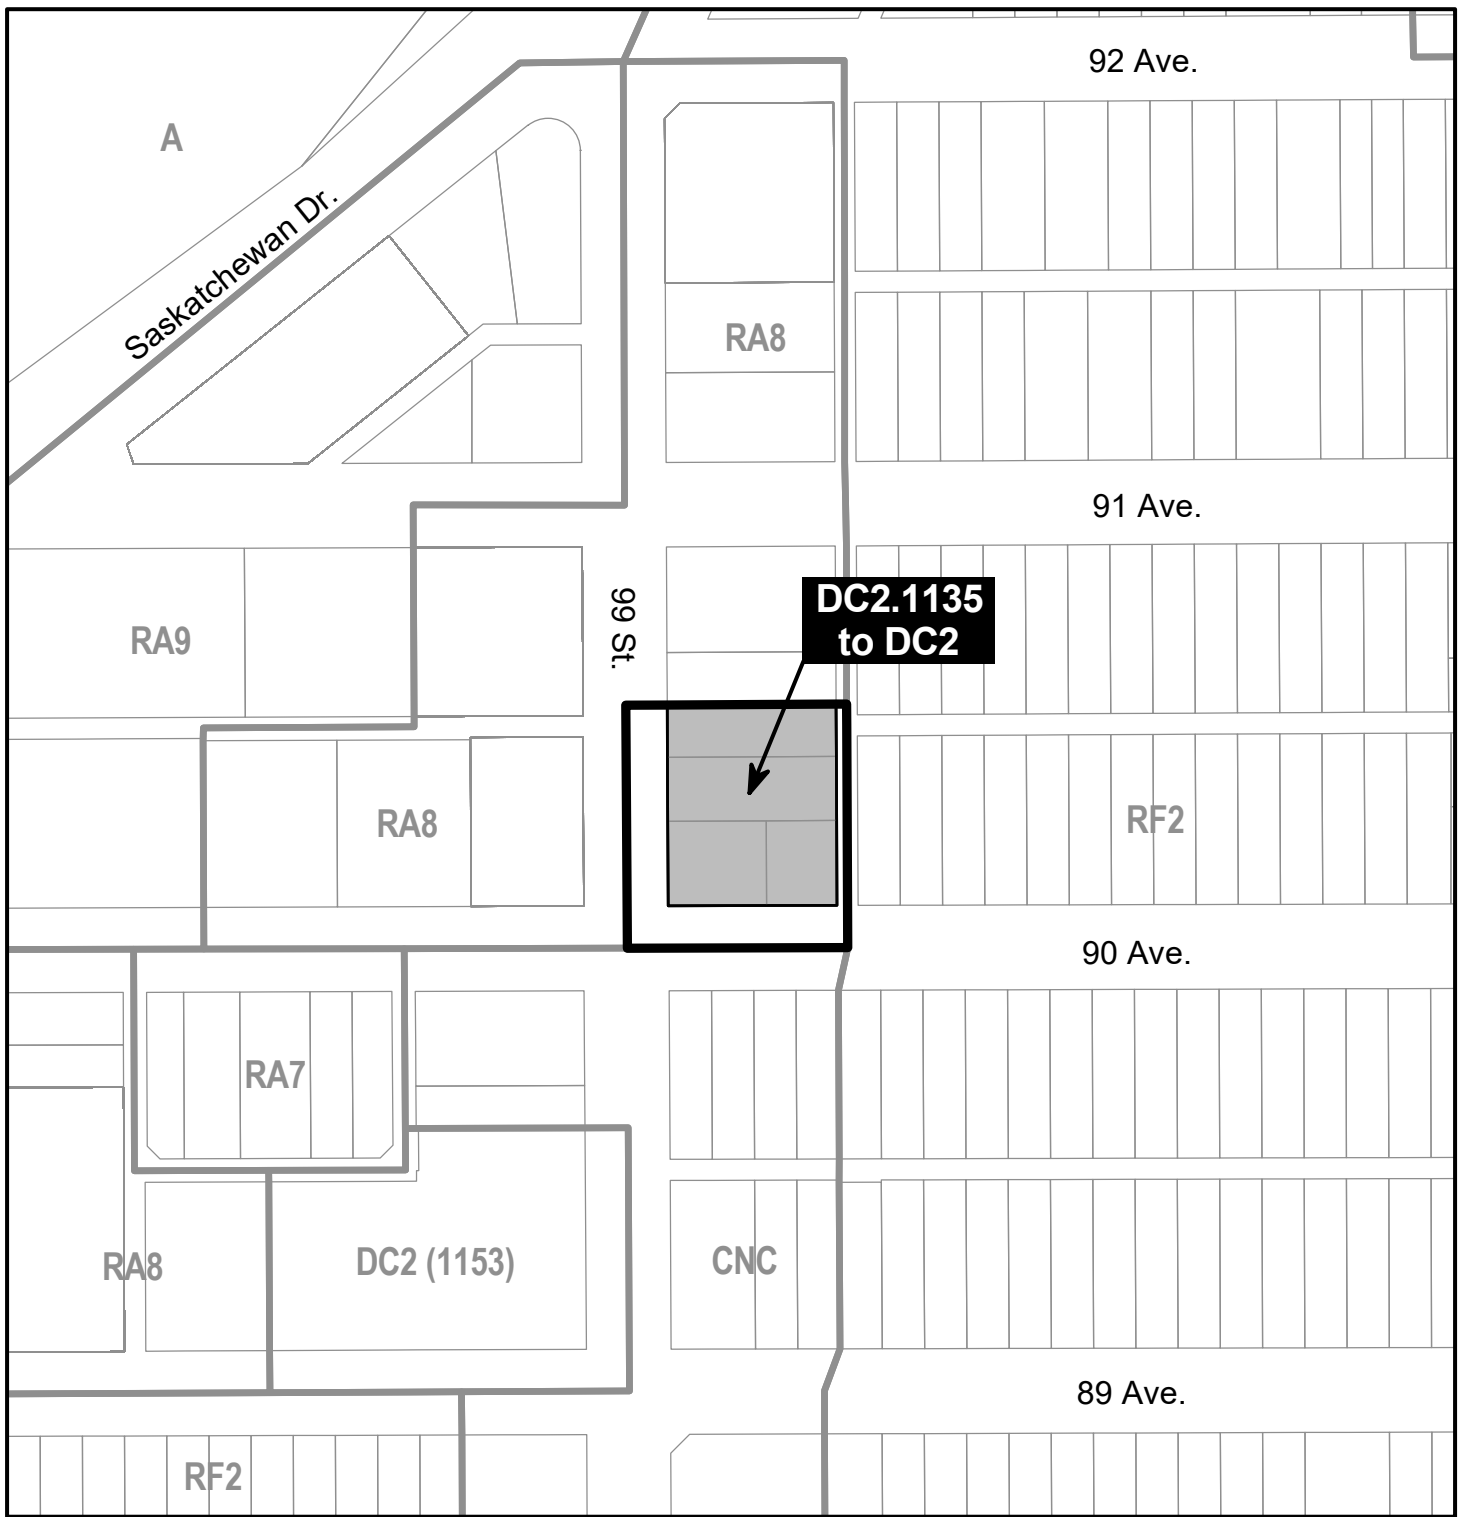 92 Ave.
A
Saskatchewan Dr.
RA8
91 Ave.
99 St.
DC2.1135
to DC2
RA9
RA8
RF2
90 Ave.
RA7
RA8
DC2 (1153)
CNC
89 Ave.
RF2